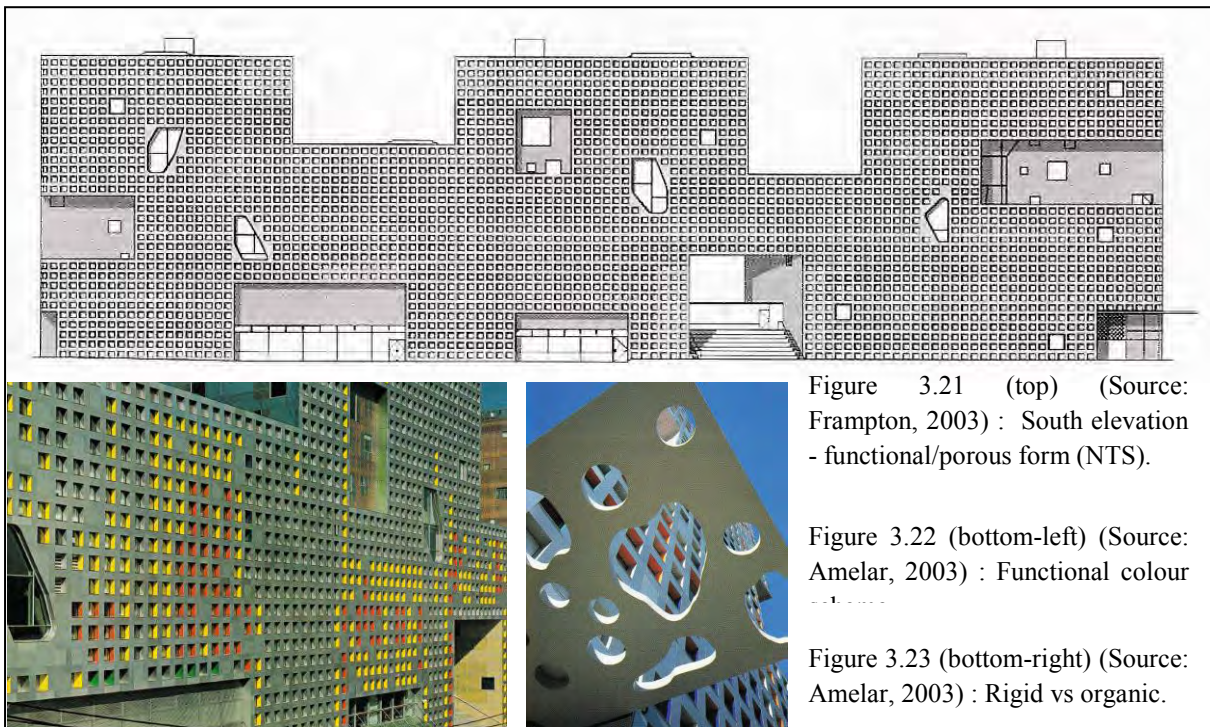 Figure 3.21 (top) (Source:
Frampton, 2003) : South elevation
- functional/porous form (NTS).
Figure 3.22 (bottom-left) (Source:
Amelar, 2003) : Functional colour
Figure 3.23 (bottom-right) (Source:
Amelar, 2003) : Rigid vs organic.